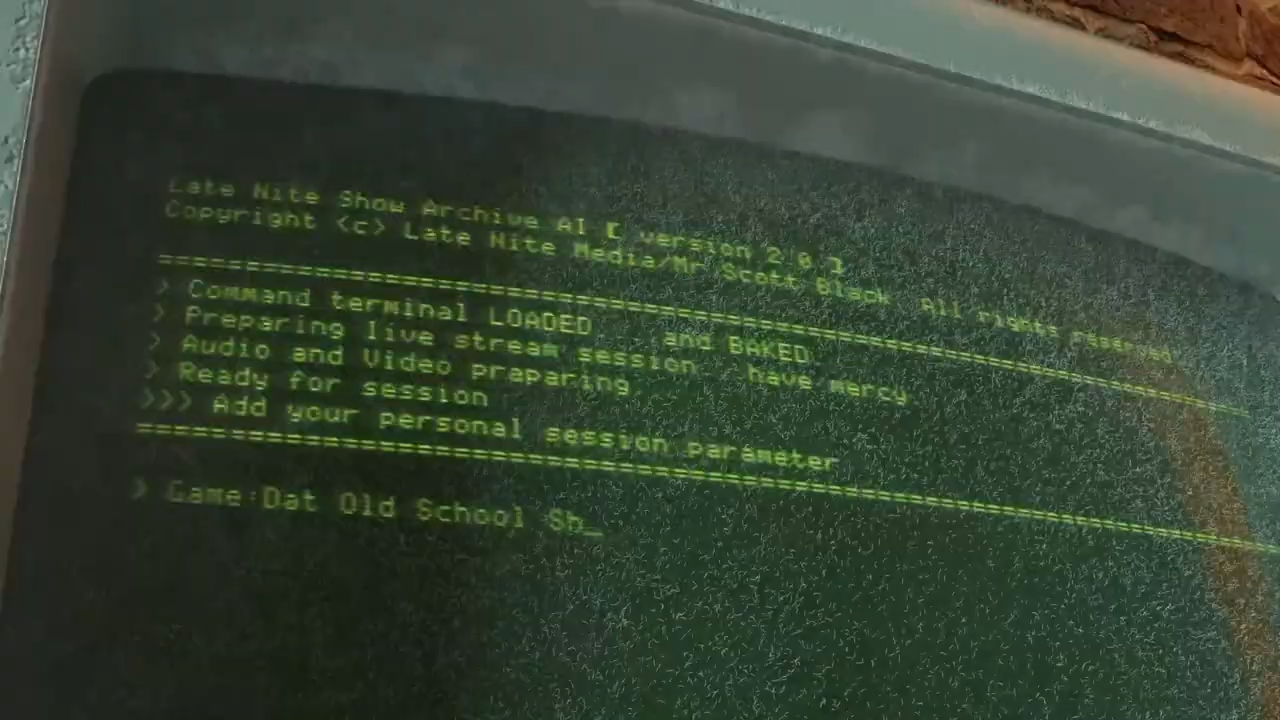 Late Nite Show Archive AI [ version 2.0.1
Copyright <c> Late Nite Media/Mr Scott Black. All rights reserved.
==================================================
> Command terminal LOADED ... and BAKED.
> Preparing live stream session - have mercy.
> Audio and Video preparing.
> Ready for session
>>> Add your personal session parameter
==================================================
> Game:Dat Old School Sh_